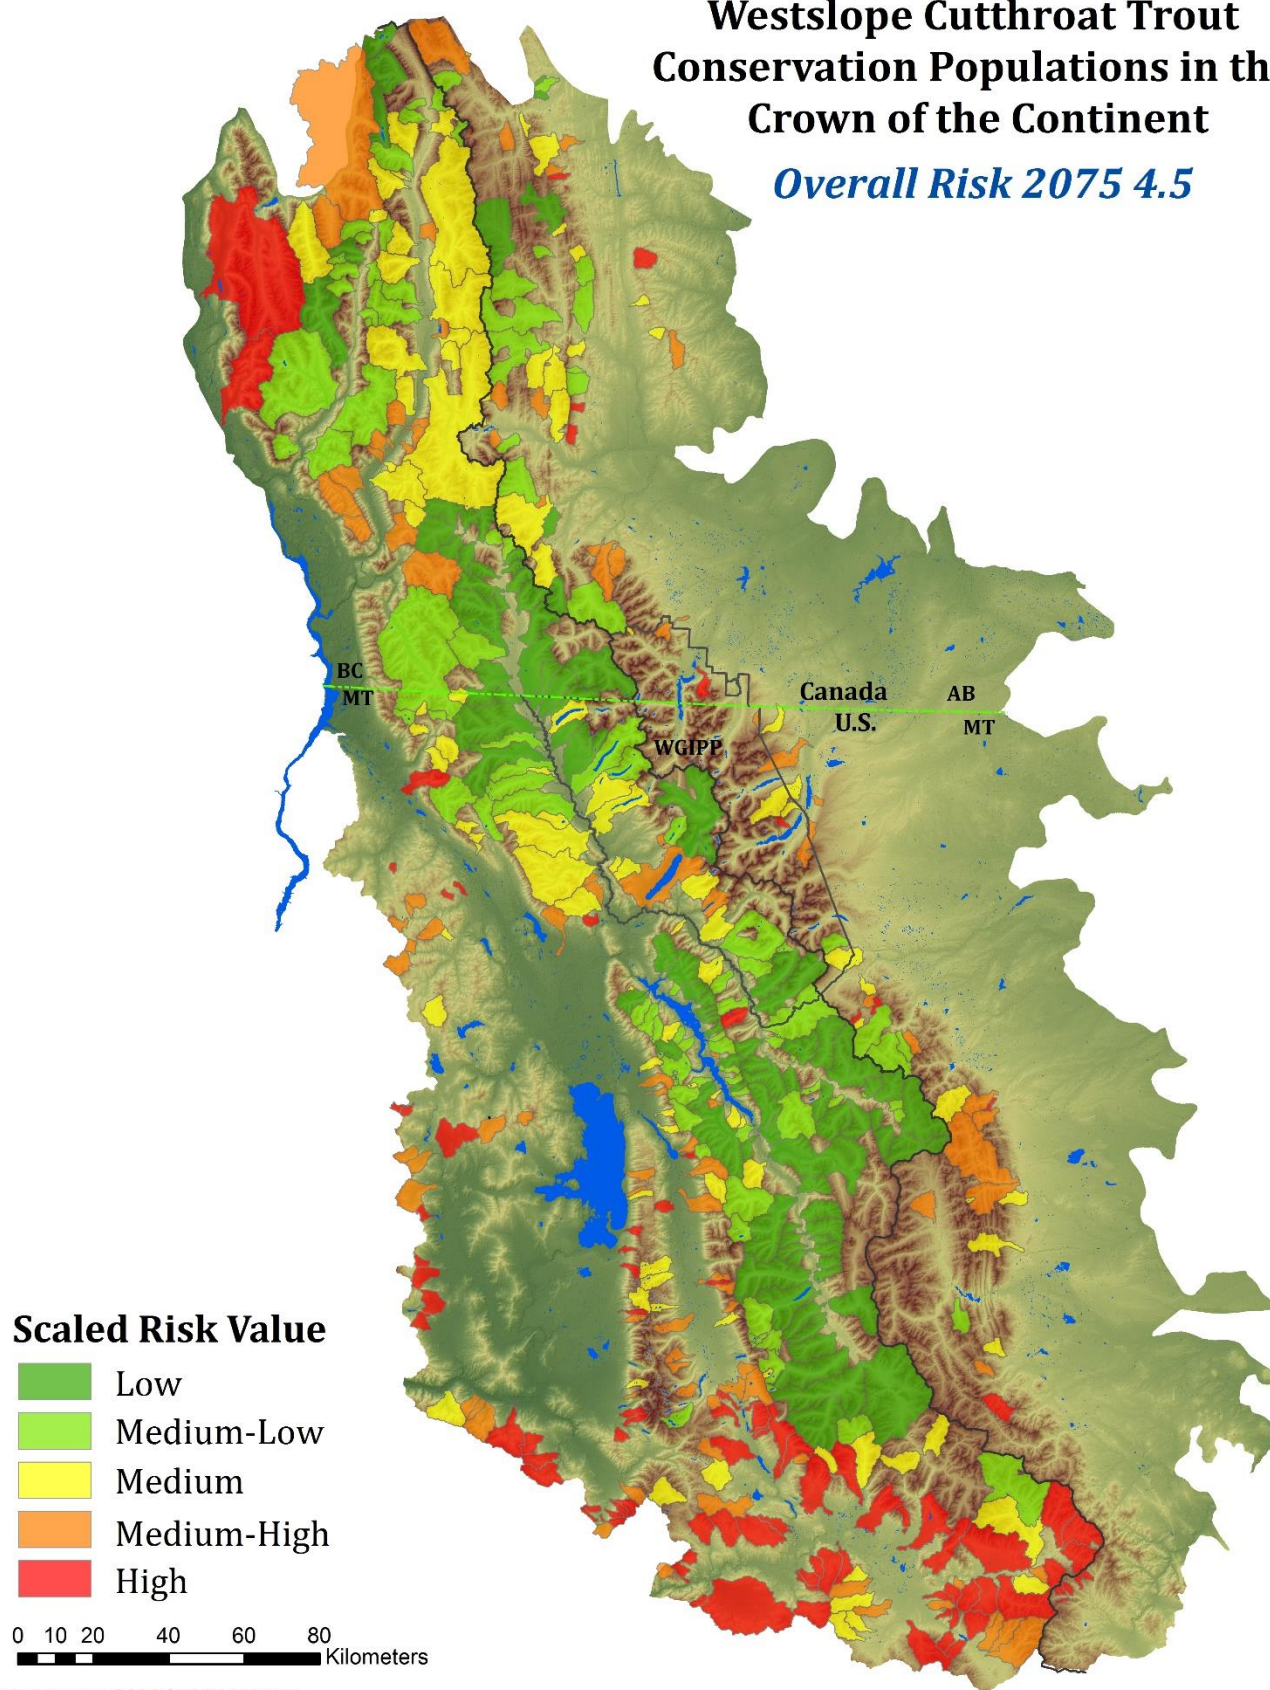 Westslope Cutthroat Trout
Conservation Populations in th
Crown of the Continent
Overall Risk 2075 4.5
BC
MT
Canada
AB
U.S.
MT
WGIPP
Scaled Risk Value
Low
Medium-Low
Medium
Medium-High
High
0 10 20 40 60 80
Kilometers